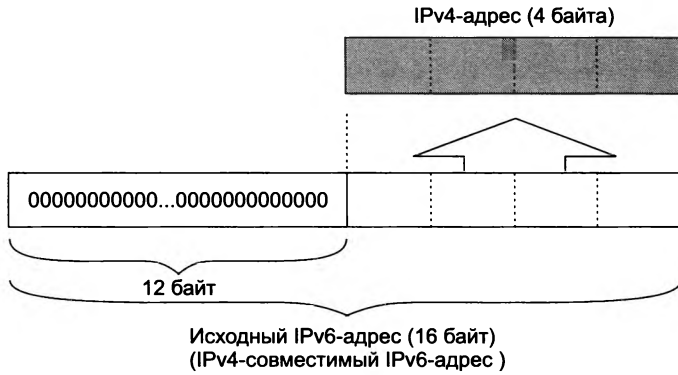 IPv4-адрес (4 байта)
00000000000...0000000000000
12 байт
Исходный IPv6-адрес (16 байт)
(IPv4-совместимый IPv6-адрес )